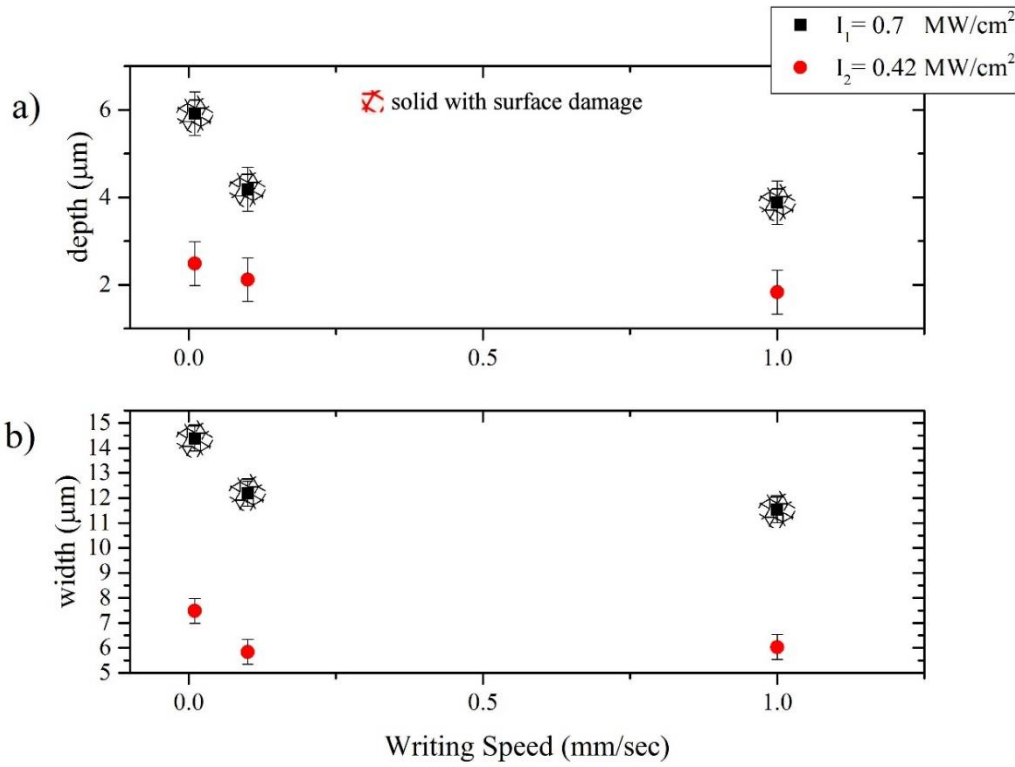 I₁= 0.7 MW/cm²
I₂= 0.42 MW/cm²
a)
solid with surface damage
depth (μm)
6
4
2
0.0 0.5 1.0
b)
width (μm)
15
14
13
12
11
10
9
8
7
6
5
0.0 0.5 1.0
Writing Speed (mm/sec)